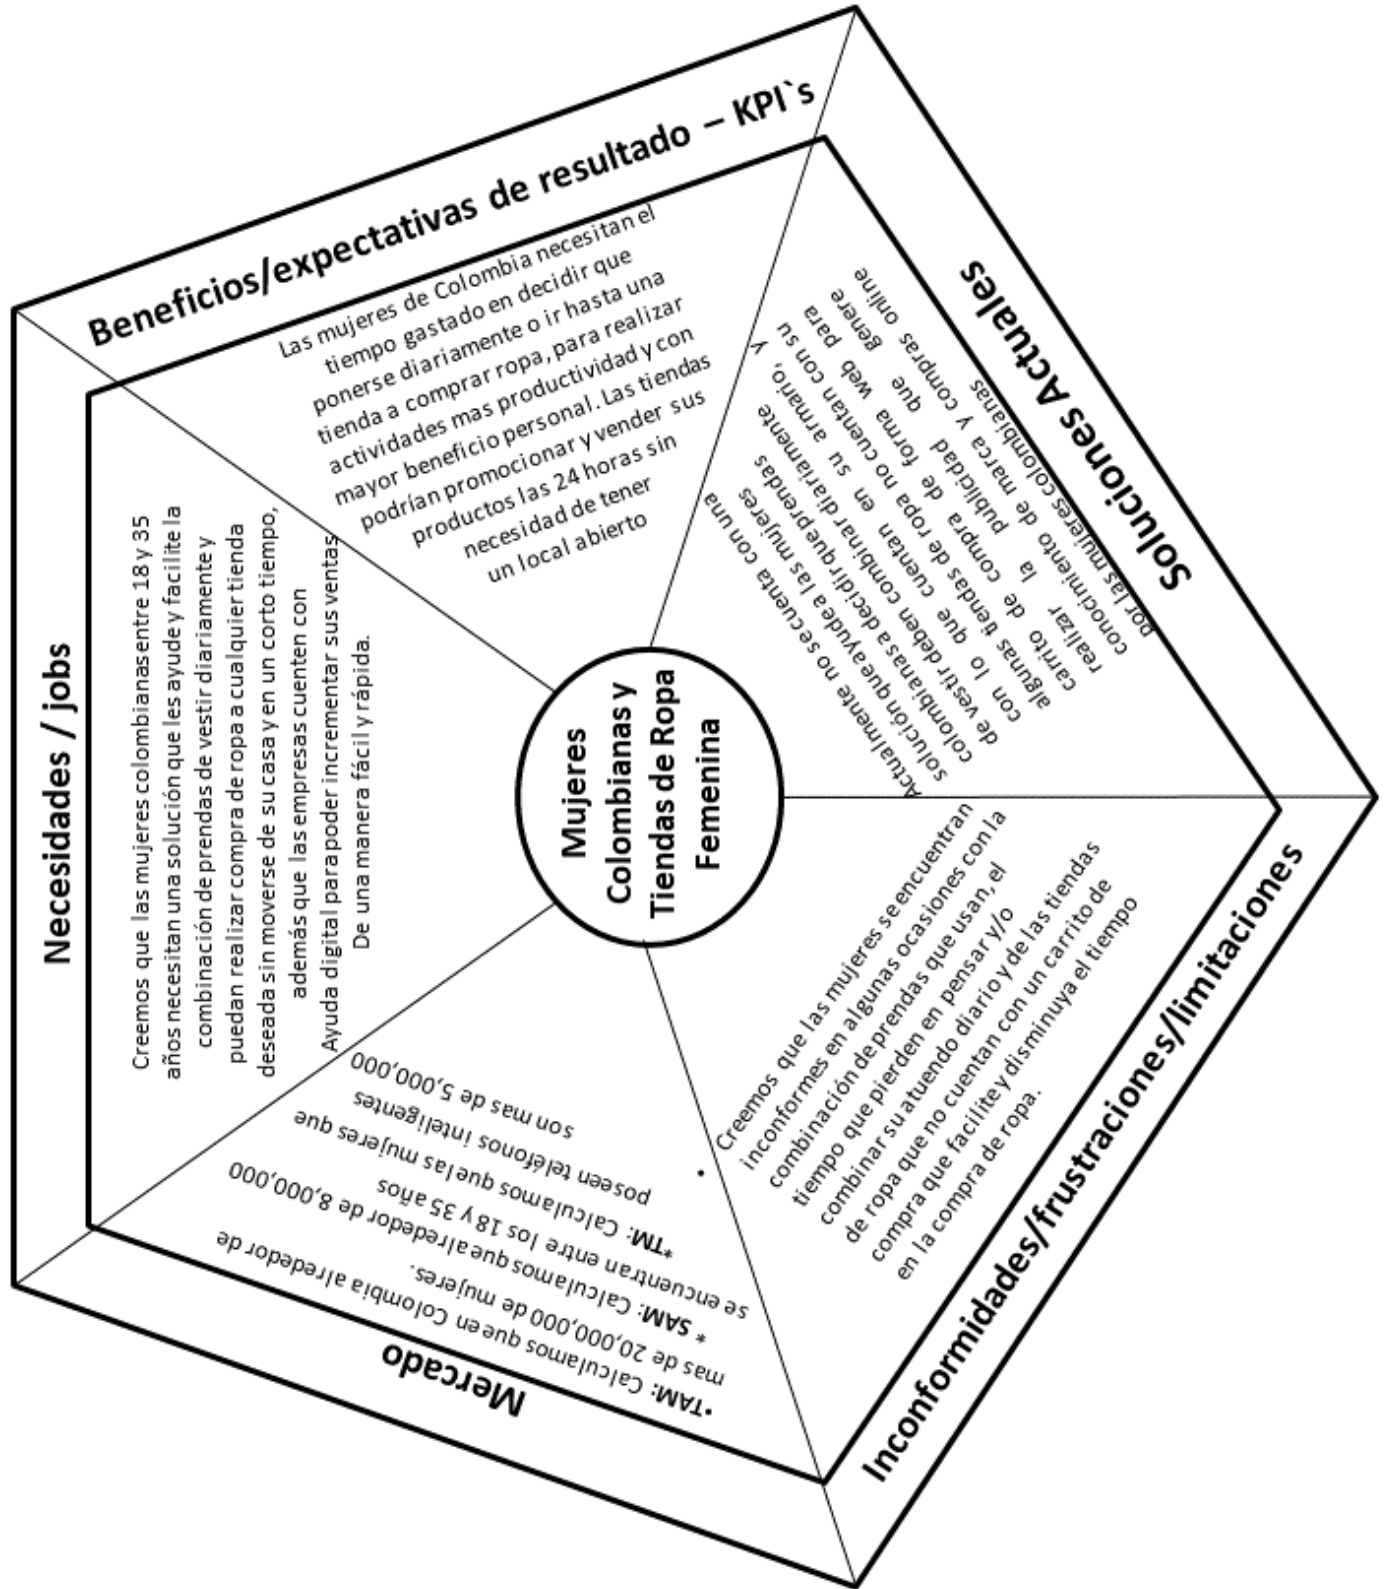 Necesidades / jobs
Creemos que las mujeres colombianasentre 18 y 35
años necesitan una solución que les ayude y facilite la
combinación de prendas de vestir diariamente y
puedan realizar compra de ropa a cualquier tienda
deseada sin moverse de su casa y en un corto tiempo,
además que las empresas cuenten con
Ayuda digital para poder incrementar sus ventas
De una manera fácil y rápida.
Beneficios/expectativas de resultado – KPI`s
Las mujeres de Colombia necesitan el
tiempo gastado en decidir que
ponerse diariamente o ir hasta una
tienda a comprar ropa, para realizar
actividades mas productividad y con
mayor beneficio personal. Las tiendas
podrían promocionar y vender sus
productos las 24 horas sin
necesidad de tener
un local abierto
Soluciones Actuales
Actualmente no se cuenta con una
solución que ayude a las mujeres
colombianas a decidir que prendas
de vestir deben combinar diariamente
con lo que cuentan en su armario, y
algunas tiendas de ropa no cuentan con su
carrito de compra de forma web para
realizar la publicidad que genere
conocimiento de marca y compras online
por las mujeres colombianas
Inconformidades/frustraciones/limitaciones
• Creemos que las mujeres se encuentran
inconformes en algunas ocasiones con la
combinación de prendas que usan, el
tiempo que pierden en pensar y/o
combinar su atuendo diario y de las tiendas
de ropa que no cuentan con un carrito de
compra que facilite y disminuya el tiempo
en la compra de ropa.
Mercado
•TAM: Calculamos que en Colombia alrededor de
mas de 20,000,000 de mujeres.
* SAM: Calculamos que alrededor de 8,000,000
se encuentran entre los 18 y 35 años
*TM: Calculamos que las mujeres que
poseen teléfonos inteligentes
son mas de 5,000,000
Mujeres
Colombianas y
Tiendas de Ropa
Femenina